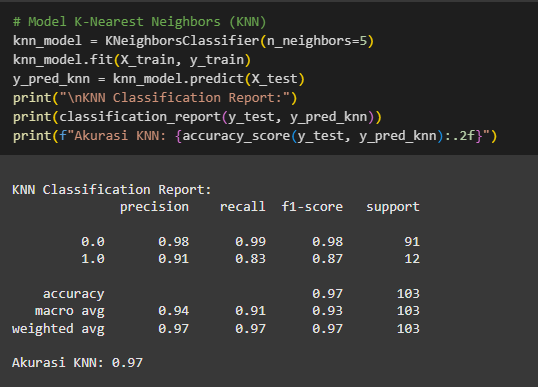 # Model K-Nearest Neighbors (KNN)
knn_model = KNeighborsClassifier(n_neighbors=5)
knn_model.fit(X_train, y_train)
y_pred_knn = knn_model.predict(X_test)
print("\nKNN Classification Report:")
print(classification_report(y_test, y_pred_knn))
print(f"Akurasi KNN: {accuracy_score(y_test, y_pred_knn):.2f}")
KNN Classification Report:
precision recall f1-score support
0.0 0.98 0.99 0.98 91
1.0 0.91 0.83 0.87 12
accuracy 0.97 103
macro avg 0.94 0.91 0.93 103
weighted avg 0.97 0.97 0.97 103
Akurasi KNN: 0.97